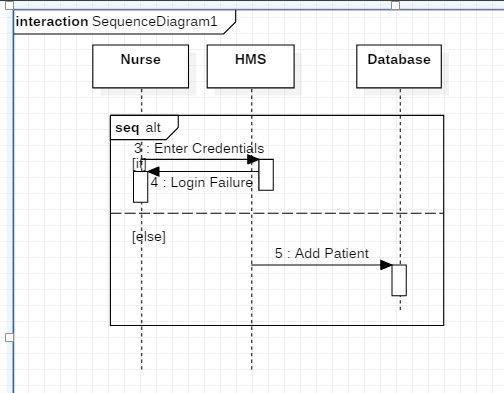 interaction SequenceDiagram1
Nurse
HMS
Database
seq alt
3 : Enter Credentials
[if]
4 : Login Failure
[else]
5 : Add Patient